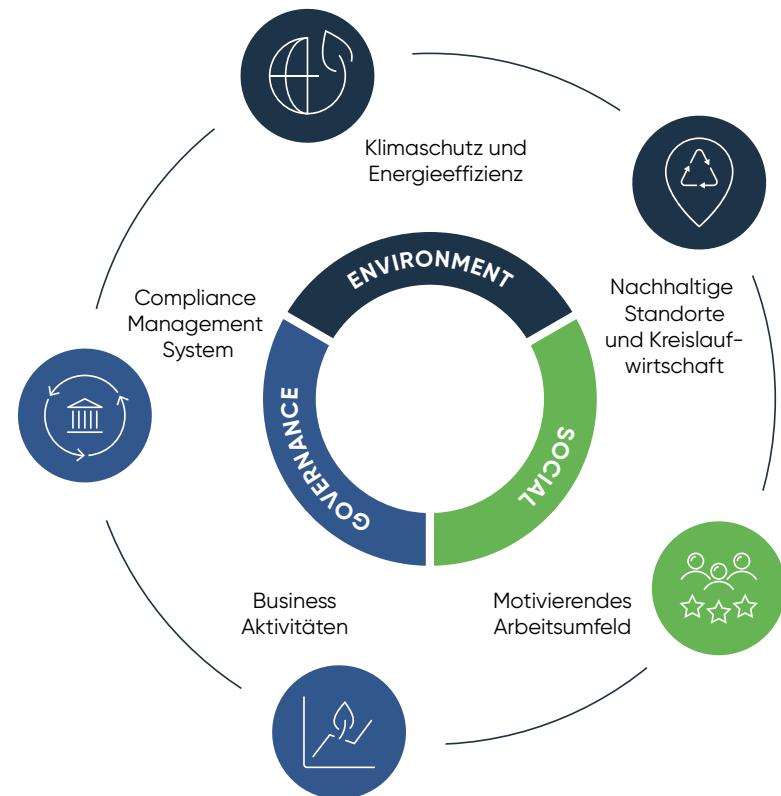 Klimaschutz und
Energieeffizienz
ENVIRONMENT
Nachhaltige
Standorte
und Kreislauf-
wirtschaft
Compliance
Management
System
GOVERNANCE
SOCIAL
Business
Aktivitäten
Motivierendes
Arbeitsumfeld